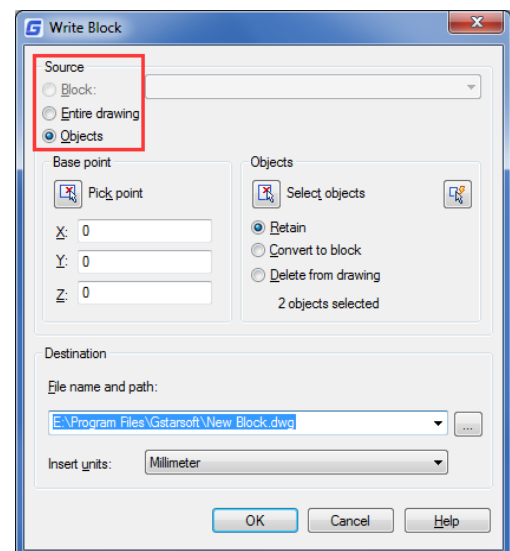 Write Block
Source
Block:
Entire drawing
Objects
Base point
Pick point
X: 0
Y: 0
Z: 0
Objects
Select objects
Retain
Convert to block
Delete from drawing
2 objects selected
Destination
File name and path:
E:\Program Files\Gstarsoft\New Block.dwg
...
Insert units: Millimeter
OK Cancel Help